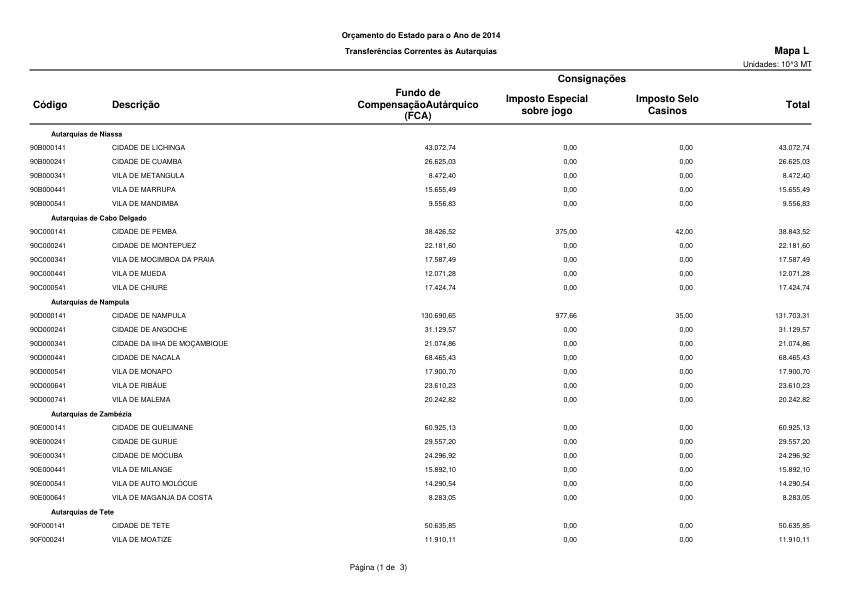 Orçamento do Estado para o Ano de 2014
Transferências Correntes às Autarquias
Mapa L
Unidades: 10^3 MT
Consignações
Código Descrição Fundo de CompensaçãoAutárquico (FCA) Imposto Especial sobre jogo Imposto Selo Casinos Total
Autarquias de Niassa
90B000141 CIDADE DE LICHINGA 43.072,74 0,00 0,00 43.072,74
90B000241 CIDADE DE CUAMBA 26.625,03 0,00 0,00 26.625,03
90B000341 VILA DE METANGULA 8.472,40 0,00 0,00 8.472,40
90B000441 VILA DE MARRUPA 15.655,49 0,00 0,00 15.655,49
90B000541 VILA DE MANDIMBA 9.556,83 0,00 0,00 9.556,83
Autarquias de Cabo Delgado
90C000141 CIDADE DE PEMBA 38.426,52 375,00 42,00 38.843,52
90C000241 CIDADE DE MONTEPUEZ 22.181,60 0,00 0,00 22.181,60
90C000341 VILA DE MOCIMBOA DA PRAIA 17.587,49 0,00 0,00 17.587,49
90C000441 VILA DE MUEDA 12.071,28 0,00 0,00 12.071,28
90C000541 VILA DE CHIURE 17.424,74 0,00 0,00 17.424,74
Autarquias de Nampula
90D000141 CIDADE DE NAMPULA 130.690,65 977,66 35,00 131.703,31
90D000241 CIDADE DE ANGOCHE 31.129,57 0,00 0,00 31.129,57
90D000341 CIDADE DA IIHA DE MOÇAMBIQUE 21.074,86 0,00 0,00 21.074,86
90D000441 CIDADE DE NACALA 68.465,43 0,00 0,00 68.465,43
90D000541 VILA DE MONAPO 17.900,70 0,00 0,00 17.900,70
90D000641 VILA DE RIBÁUE 23.610,23 0,00 0,00 23.610,23
90D000741 VILA DE MALEMA 20.242,82 0,00 0,00 20.242,82
Autarquias de Zambézia
90E000141 CIDADE DE QUELIMANE 60.925,13 0,00 0,00 60.925,13
90E000241 CIDADE DE GURUE 29.557,20 0,00 0,00 29.557,20
90E000341 CIDADE DE MOCUBA 24.296,92 0,00 0,00 24.296,92
90E000441 VILA DE MILANGE 15.892,10 0,00 0,00 15.892,10
90E000541 VILA DE AUTO MOLÓCUE 14.290,54 0,00 0,00 14.290,54
90E000641 VILA DE MAGANJA DA COSTA 8.283,05 0,00 0,00 8.283,05
Autarquias de Tete
90F000141 CIDADE DE TETE 50.635,85 0,00 0,00 50.635,85
90F000241 VILA DE MOATIZE 11.910,11 0,00 0,00 11.910,11
Página (1 de 3)